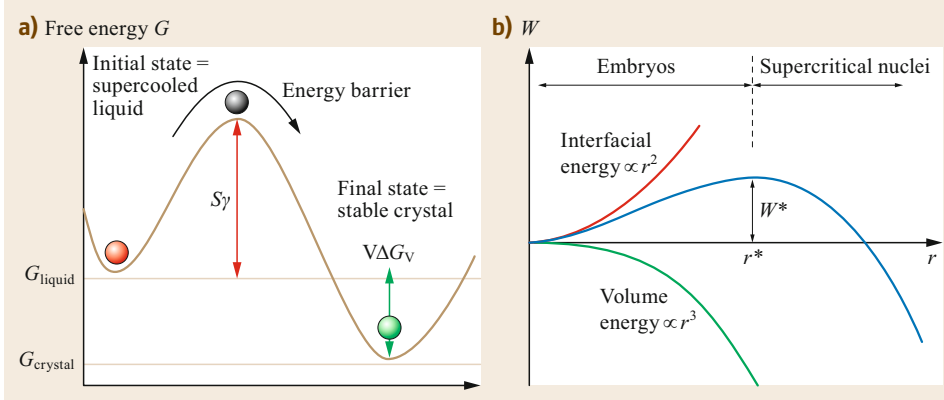 a) Free energy G
Initial state =
supercooled
liquid
Energy barrier
Sγ
Final state =
stable crystal
VΔG_V
G_liquid
G_crystal
b) W
Embryos
Supercritical nuclei
Interfacial
energy ∝ r²
W*
r*
r
Volume
energy ∝ r³